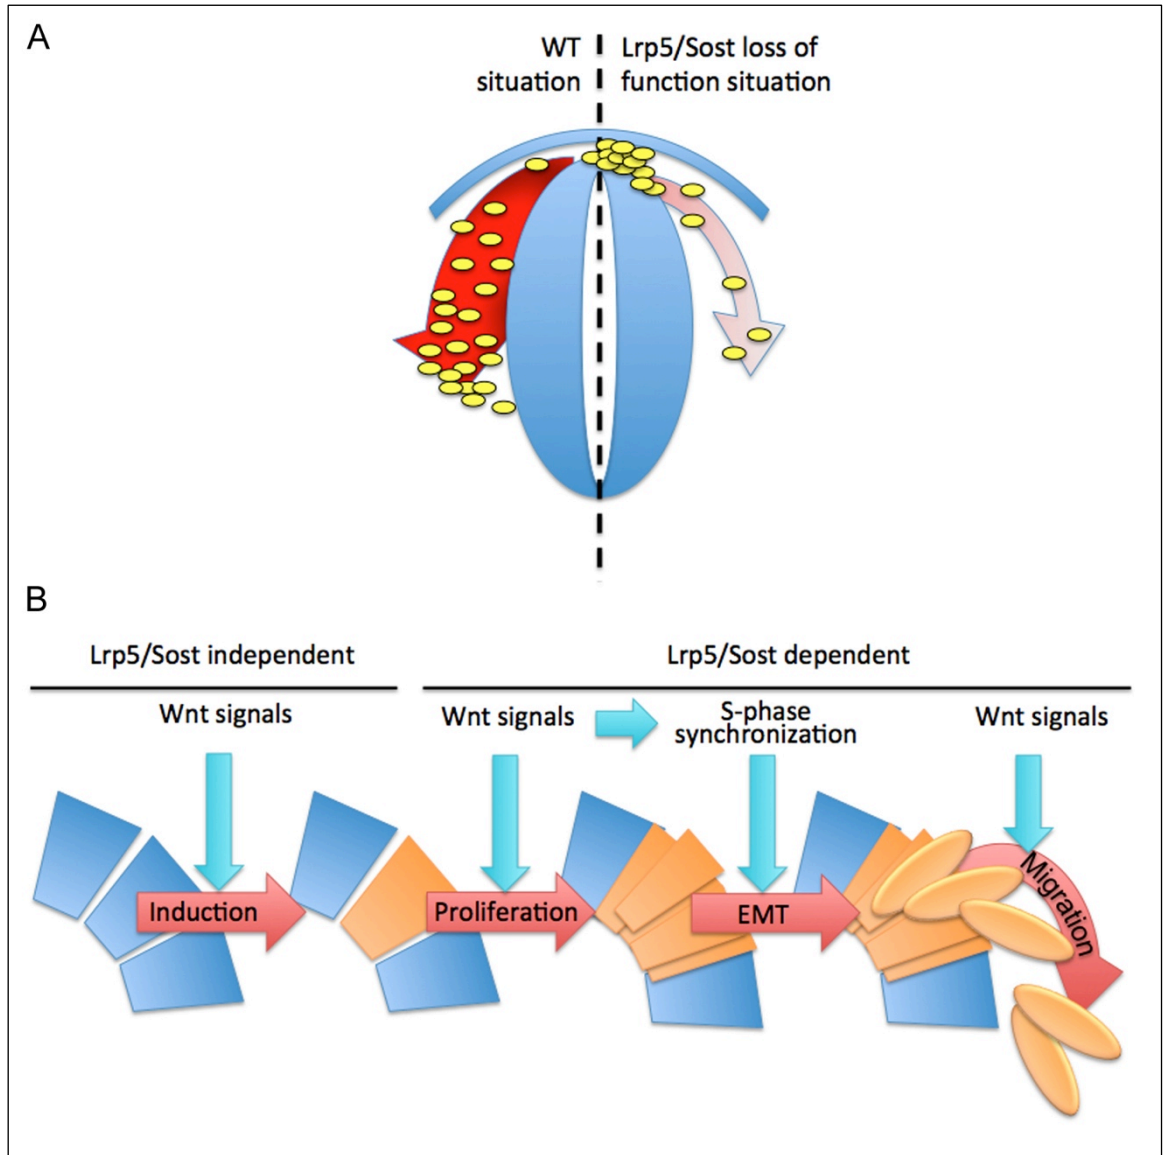 A
WT
situation
Lrp5/Sost loss of
function situation
B
Lrp5/Sost independent
Lrp5/Sost dependent
Wnt signals
Wnt signals
S-phase
synchronization
Wnt signals
Induction
Proliferation
EMT
Migration